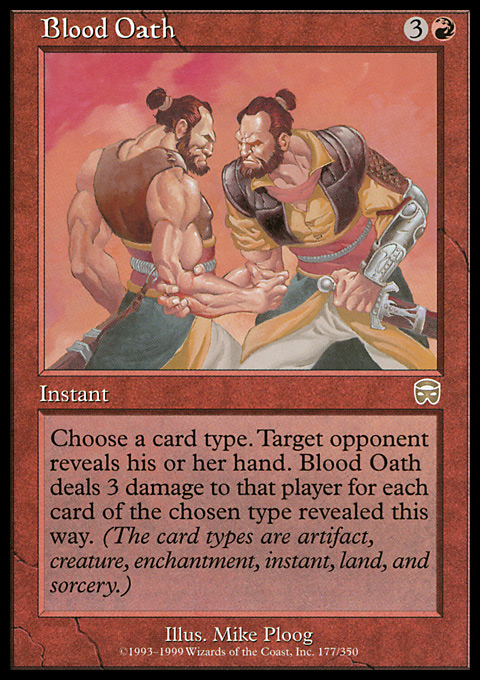 Blood Oath 3
Instant
Choose a card type. Target opponent
reveals his or her hand. Blood Oath
deals 3 damage to that player for each
card of the chosen type revealed this
way. (The card types are artifact,
creature, enchantment, instant, land, and
sorcery.)
Illus. Mike Ploog
©1993–1999 Wizards of the Coast, Inc. 177/350